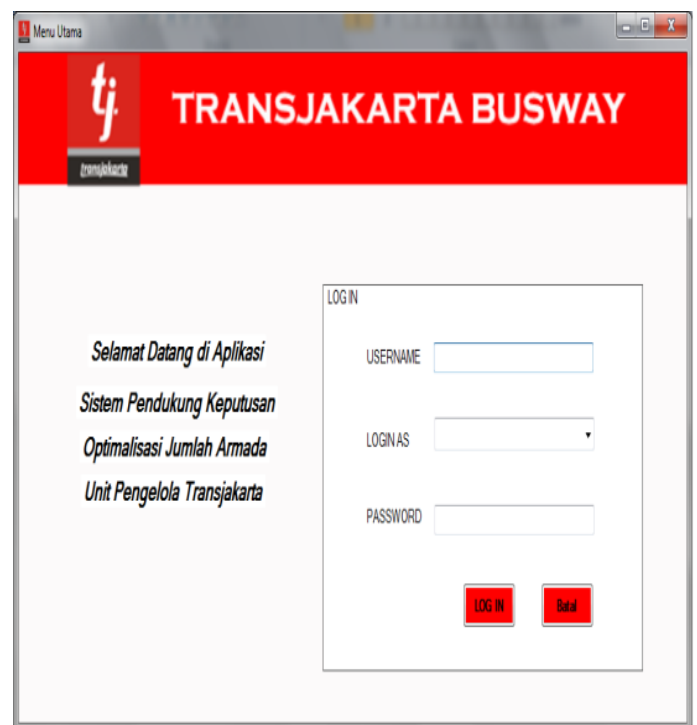 Menu Utama
tj.
transjakarta
TRANSJAKARTA BUSWAY
Selamat Datang di Aplikasi
Sistem Pendukung Keputusan
Optimalisasi Jumlah Armada
Unit Pengelola Transjakarta
LOG IN
USERNAME
LOGIN AS
PASSWORD
LOG IN
Batal